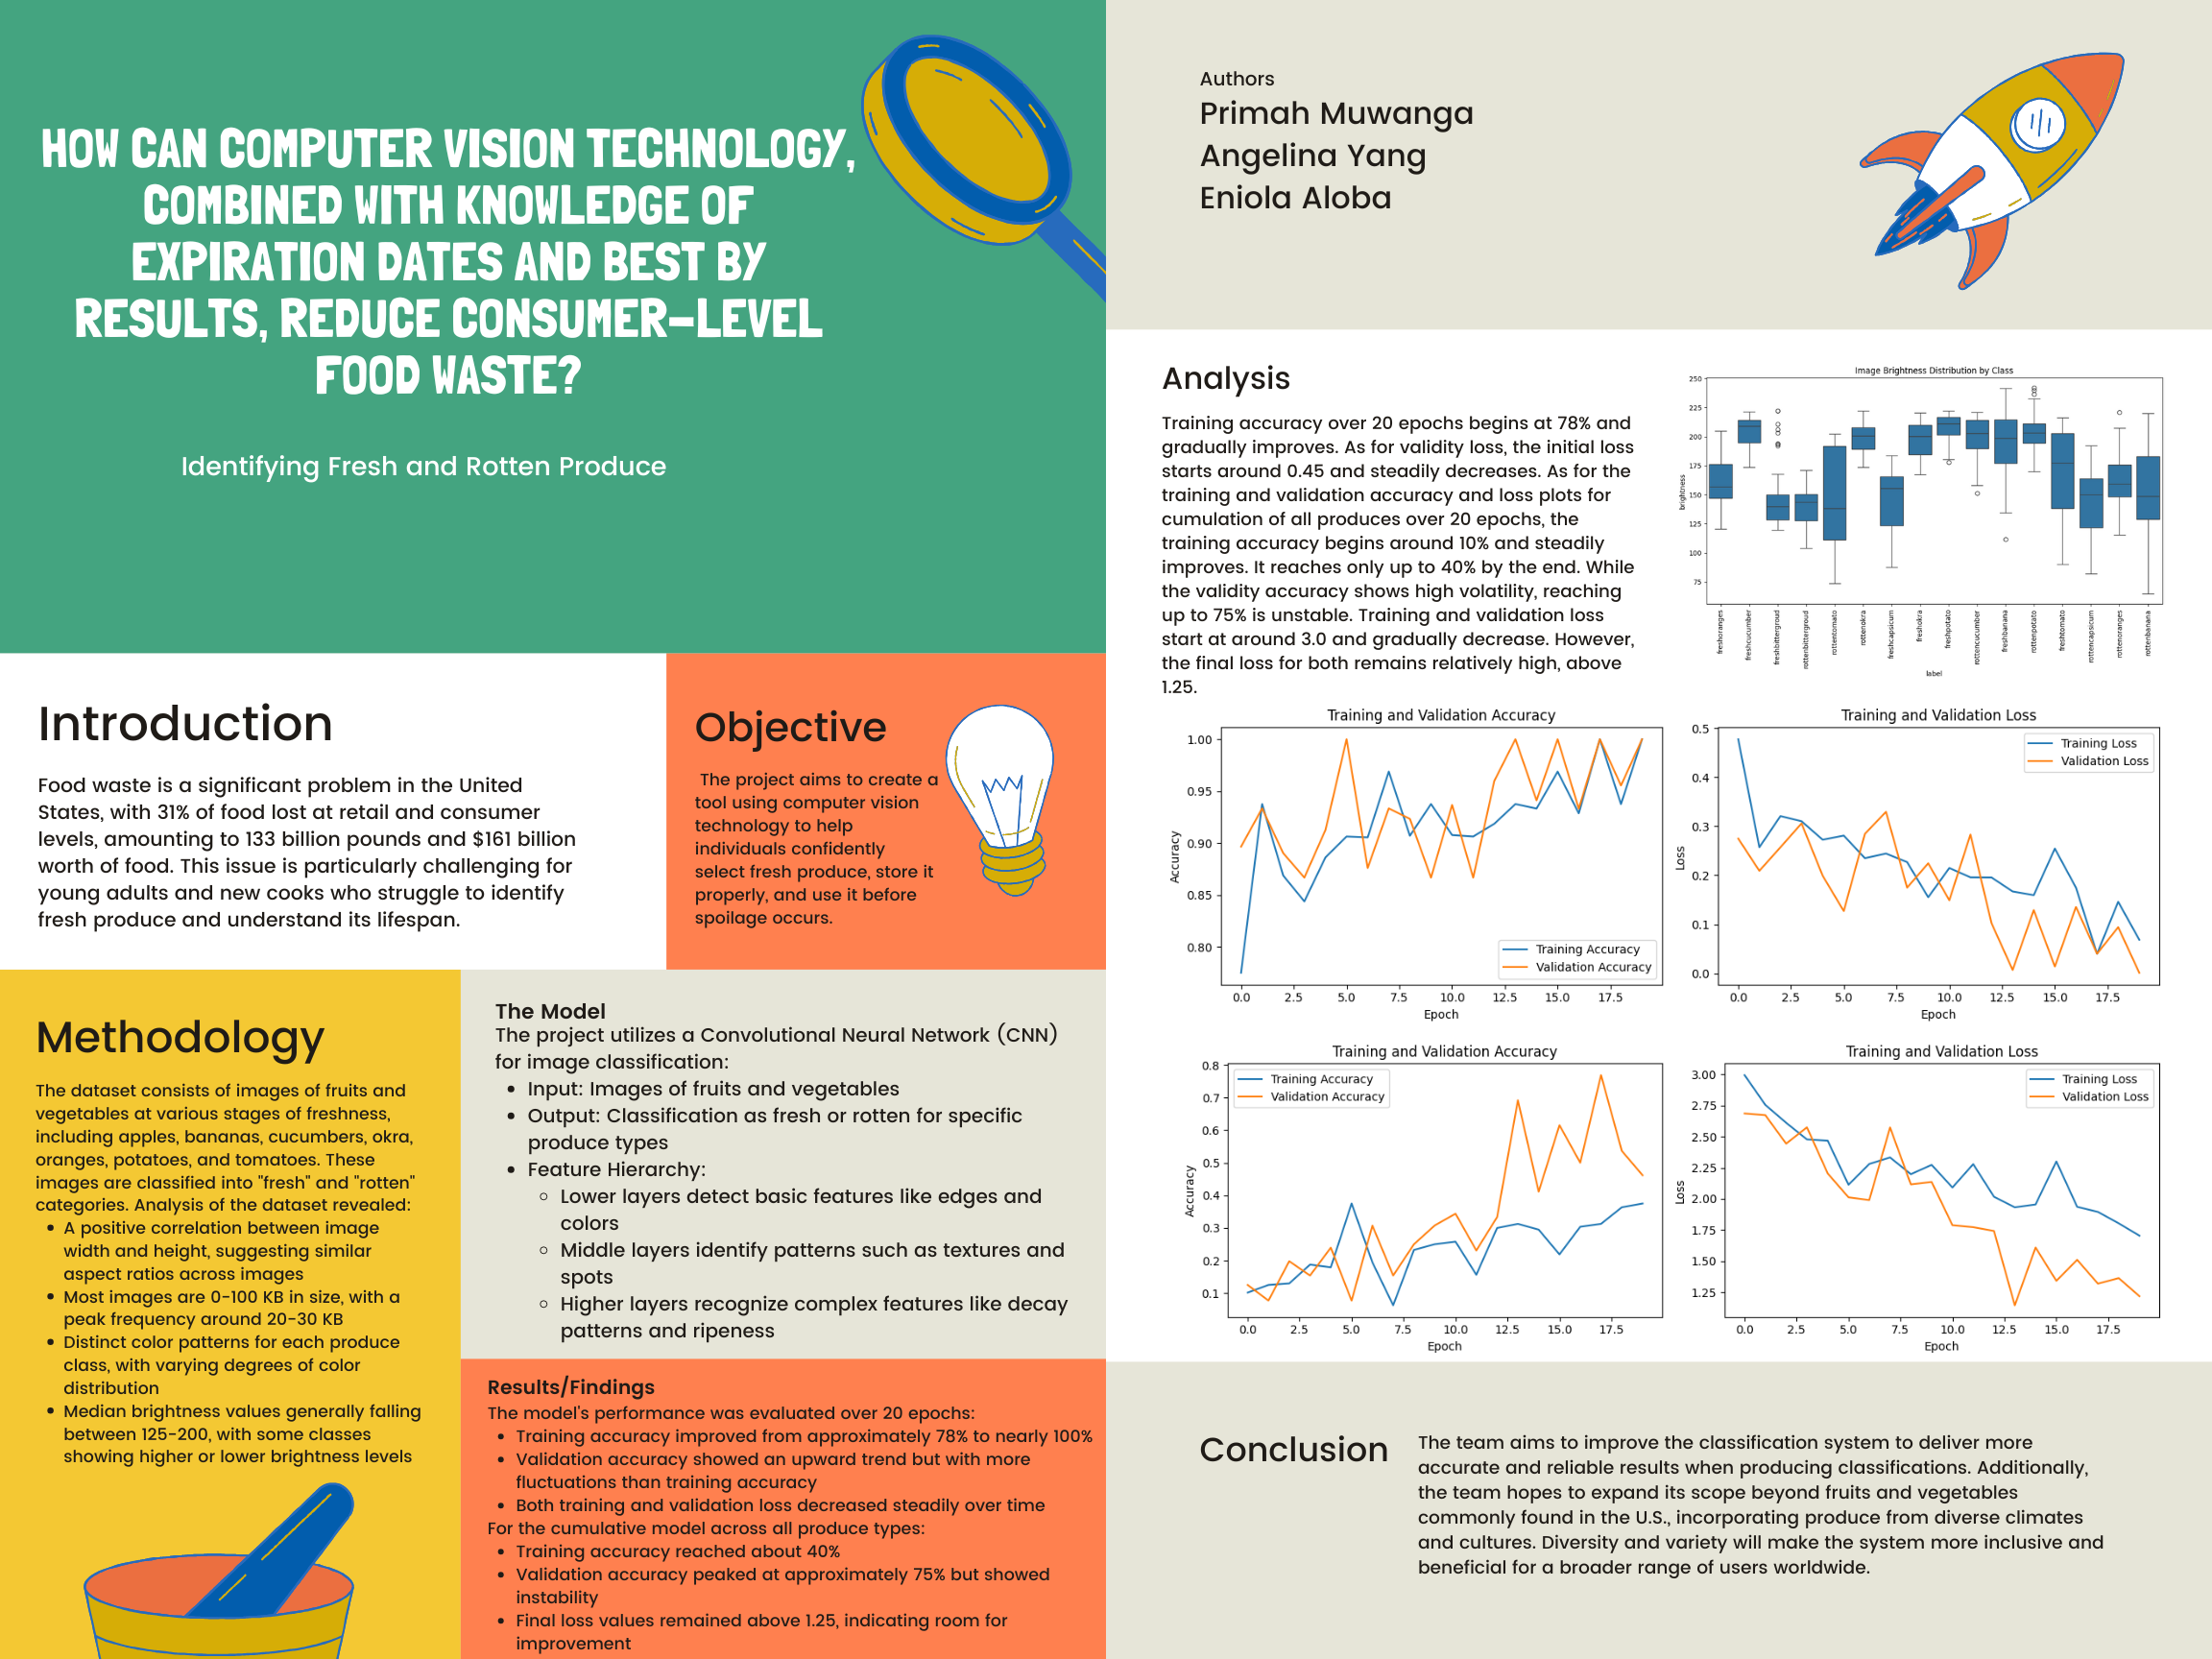 HOW CAN COMPUTER VISION TECHNOLOGY,
COMBINED WITH KNOWLEDGE OF
EXPIRATION DATES AND BEST BY
RESULTS, REDUCE CONSUMER-LEVEL
FOOD WASTE?
Identifying Fresh and Rotten Produce
Introduction
Food waste is a significant problem in the United
States, with 31% of food lost at retail and consumer
levels, amounting to 133 billion pounds and $161 billion
worth of food. This issue is particularly challenging for
young adults and new cooks who struggle to identify
fresh produce and understand its lifespan.
Objective
The project aims to create a
tool using computer vision
technology to help
individuals confidently
select fresh produce, store it
properly, and use it before
spoilage occurs.
Methodology
The dataset consists of images of fruits and
vegetables at various stages of freshness,
including apples, bananas, cucumbers, okra,
oranges, potatoes, and tomatoes. These
images are classified into "fresh" and "rotten"
categories. Analysis of the dataset revealed:
• A positive correlation between image
width and height, suggesting similar
aspect ratios across images
• Most images are 0-100 KB in size, with a
peak frequency around 20-30 KB
• Distinct color patterns for each produce
class, with varying degrees of color
distribution
• Median brightness values generally falling
between 125-200, with some classes
showing higher or lower brightness levels
The Model
The project utilizes a Convolutional Neural Network (CNN)
for image classification:
• Input: Images of fruits and vegetables
• Output: Classification as fresh or rotten for specific
produce types
• Feature Hierarchy:
◦ Lower layers detect basic features like edges and
colors
◦ Middle layers identify patterns such as textures and
spots
◦ Higher layers recognize complex features like decay
patterns and ripeness
Results/Findings
The model's performance was evaluated over 20 epochs:
• Training accuracy improved from approximately 78% to nearly 100%
• Validation accuracy showed an upward trend but with more
fluctuations than training accuracy
• Both training and validation loss decreased steadily over time
For the cumulative model across all produce types:
• Training accuracy reached about 40%
• Validation accuracy peaked at approximately 75% but showed
instability
• Final loss values remained above 1.25, indicating room for
improvement
Authors
Primah Muwanga
Angelina Yang
Eniola Aloba
Analysis
Training accuracy over 20 epochs begins at 78% and
gradually improves. As for validity loss, the initial loss
starts around 0.45 and steadily decreases. As for the
training and validation accuracy and loss plots for
cumulation of all produces over 20 epochs, the
training accuracy begins around 10% and steadily
improves. It reaches only up to 40% by the end. While
the validity accuracy shows high volatility, reaching
up to 75% is unstable. Training and validation loss
start at around 3.0 and gradually decrease. However,
the final loss for both remains relatively high, above
1.25.
Image Brightness Distribution by Class
250
225
200
175
150
125
100
75
brightness
freshoranges
freshcucumber
freshbittergroud
rottenbittergroud
rottentomato
rottenokra
freshcapsicum
freshokra
freshpotato
rottencucumber
freshbanana
rottenpotato
freshtomato
rottencapsicum
rottenoranges
rottenbanana
label
Training and Validation Accuracy
1.00
0.95
0.90
0.85
0.80
Accuracy
Training Accuracy
Validation Accuracy
0.0 2.5 5.0 7.5 10.0 12.5 15.0 17.5
Epoch
Training and Validation Loss
0.5
0.4
0.3
0.2
0.1
0.0
Loss
Training Loss
Validation Loss
0.0 2.5 5.0 7.5 10.0 12.5 15.0 17.5
Epoch
Training and Validation Accuracy
0.8
0.7
0.6
0.5
0.4
0.3
0.2
0.1
Accuracy
Training Accuracy
Validation Accuracy
0.0 2.5 5.0 7.5 10.0 12.5 15.0 17.5
Epoch
Training and Validation Loss
3.00
2.75
2.50
2.25
2.00
1.75
1.50
1.25
Loss
Training Loss
Validation Loss
0.0 2.5 5.0 7.5 10.0 12.5 15.0 17.5
Epoch
Conclusion
The team aims to improve the classification system to deliver more
accurate and reliable results when producing classifications. Additionally,
the team hopes to expand its scope beyond fruits and vegetables
commonly found in the U.S., incorporating produce from diverse climates
and cultures. Diversity and variety will make the system more inclusive and
beneficial for a broader range of users worldwide.